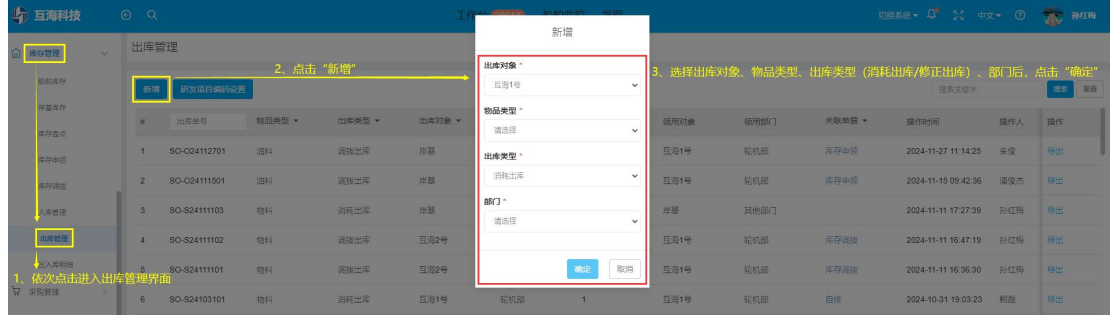 互海科技
切换系统
中文
孙红梅
新增
库存管理
出库管理
船舶库存
岸基库存
库存盘点
库存申领
库存调拨
入库管理
出库管理
出入库明细
采购管理
1、依次点击进入出库管理界面
2、点击“新增”
3、选择出库对象、物品类型、出库类型（消耗出库/修正出库）、部门后，点击“确定”
新增 研发项目编码设置
搜索关键字 搜索 重置
出库对象 *
互海1号
物品类型 *
请选择
出库类型 *
消耗出库
部门 *
请选择
确定 取消
# 出库单号 物品类型 出库类型 出库对象 领用对象 领用部门 关联单据 操作时间 操作人 操作
1 SO-O24112701 油料 调拨出库 岸基 互海1号 轮机部 库存申领 2024-11-27 11:14:25 朱俊 导出
2 SO-O24111501 油料 调拨出库 岸基 互海1号 轮机部 库存申领 2024-11-15 09:42:36 潘俊杰 导出
3 SO-S24111103 物料 消耗出库 岸基 岸基 其他部门 2024-11-11 17:27:39 孙红梅 导出
4 SO-S24111102 物料 调拨出库 互海2号 互海1号 轮机部 库存调拨 2024-11-11 16:47:19 孙红梅 导出
5 SO-S24111101 物料 调拨出库 互海2号 互海1号 轮机部 库存调拨 2024-11-11 16:36:30 孙红梅 导出
6 SO-S24103101 物料 消耗出库 互海1号 轮机部 1 互海1号 轮机部 自修 2024-10-31 19:03:23 导出